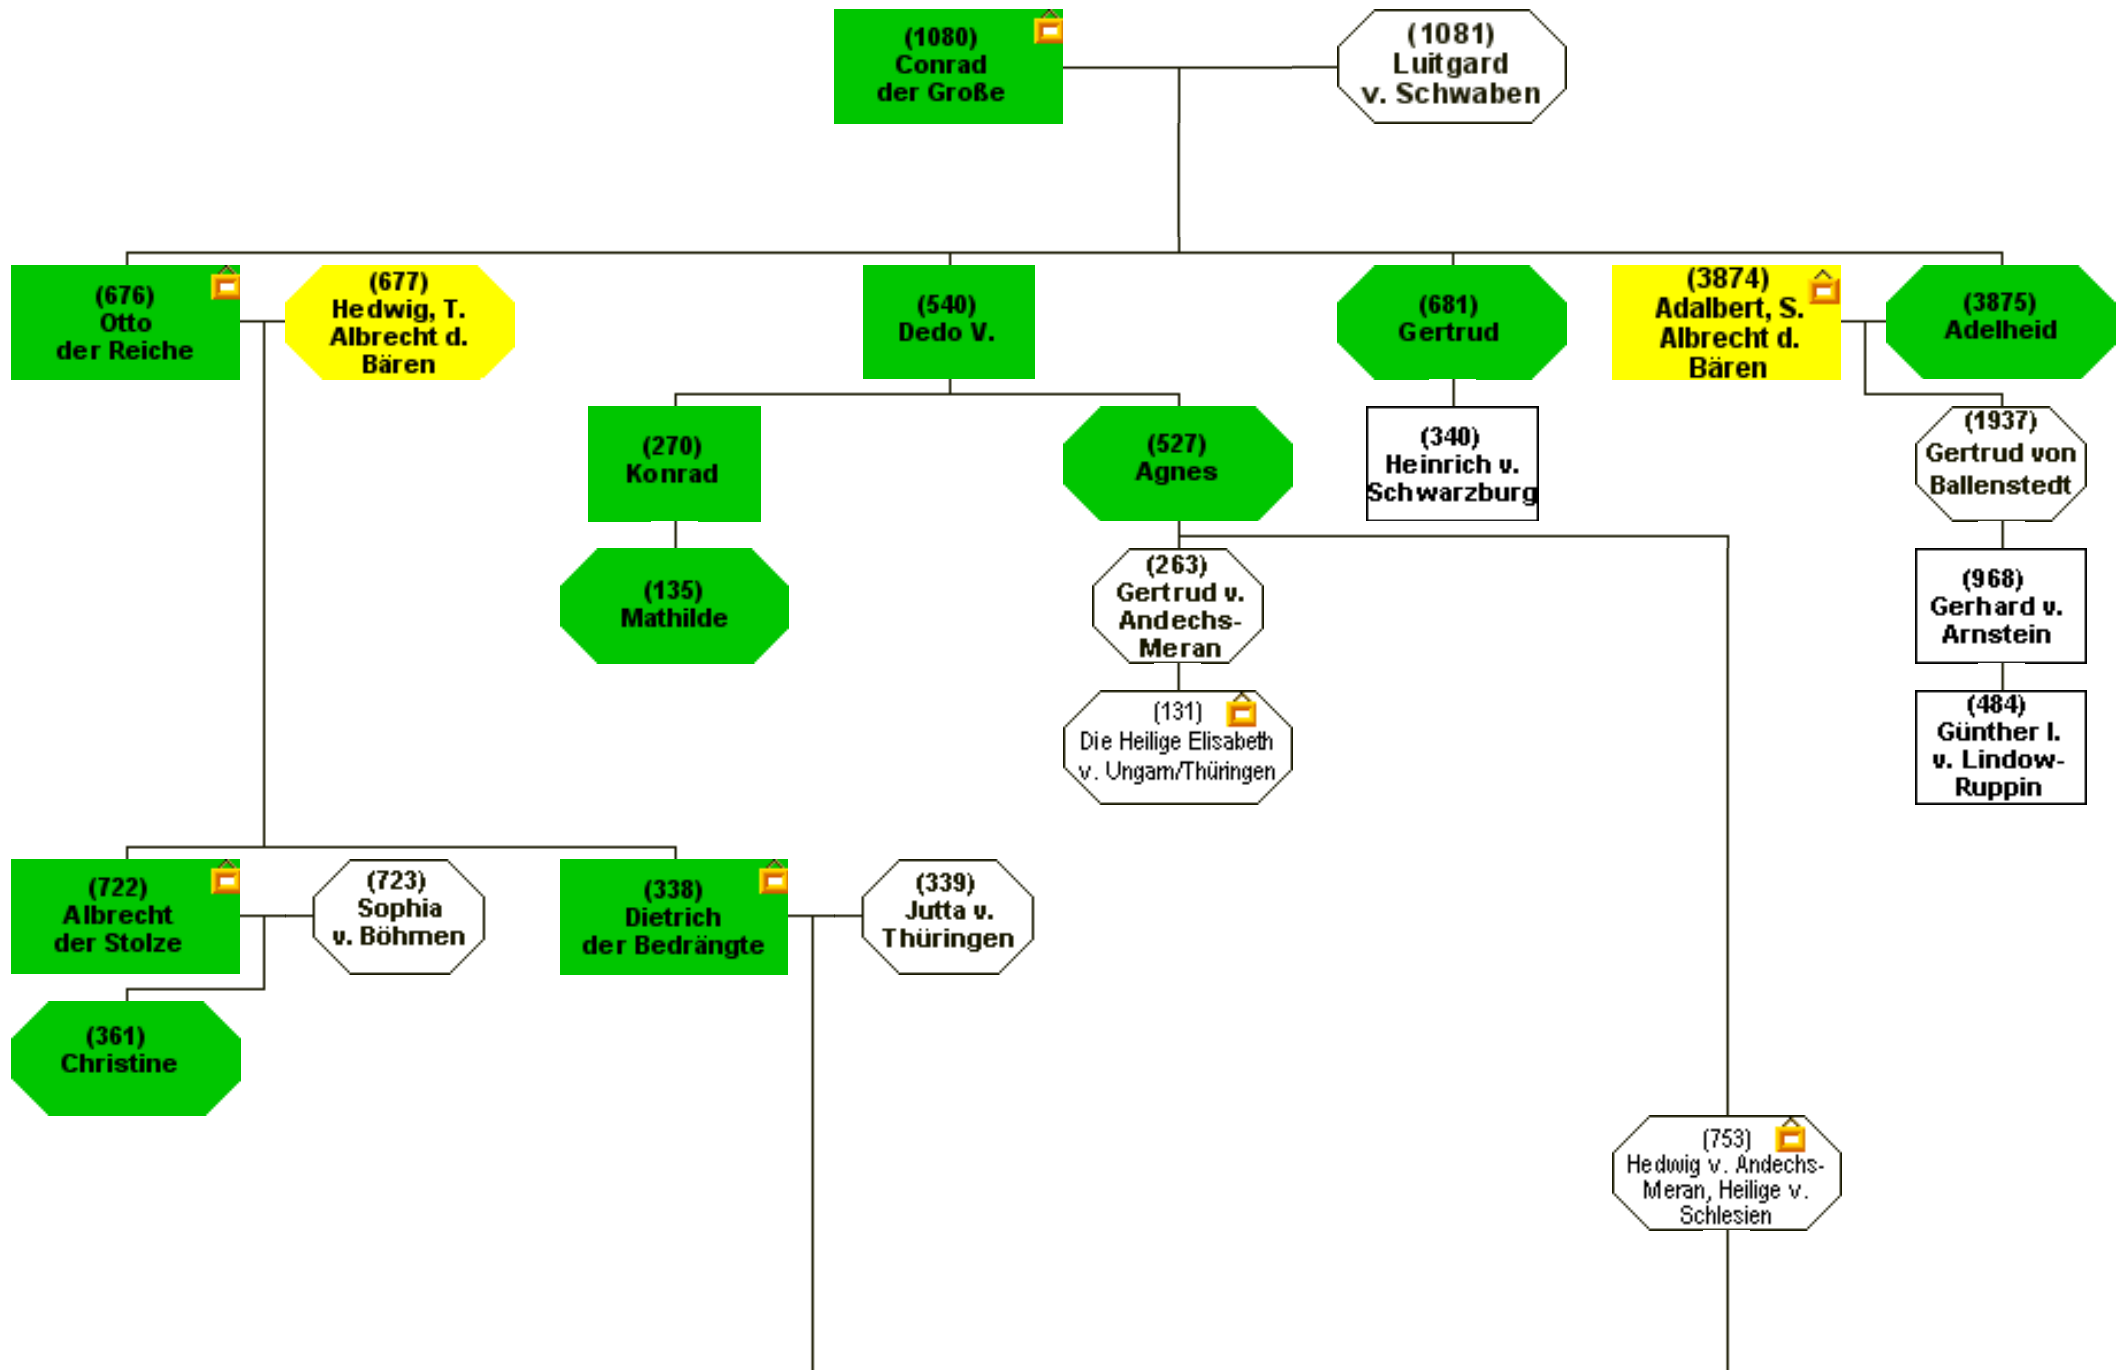 (1080)
Conrad
der Große
(1081)
Luitgard
v. Schwaben
(676)
Otto
der Reiche
(677)
Hedwig, T.
Albrecht d.
Bären
(540)
Dedo V.
(681)
Gertrud
(3874)
Adalbert, S.
Albrecht d.
Bären
(3875)
Adelheid
(270)
Konrad
(527)
Agnes
(340)
Heinrich v.
Schwarzburg
(1937)
Gertrud von
Ballenstedt
(135)
Mathilde
(263)
Gertrud v.
Andechs-
Meran
(968)
Gerhard v.
Arnstein
(131)
Die Heilige Elisabeth
v. Ungarn/Thüringen
(484)
Günther I.
v. Lindow-
Ruppin
(722)
Albrecht
der Stolze
(723)
Sophia
v. Böhmen
(338)
Dietrich
der Bedrängte
(339)
Jutta v.
Thüringen
(361)
Christine
(753)
Hedwig v. Andechs-
Meran, Heilige v.
Schlesien